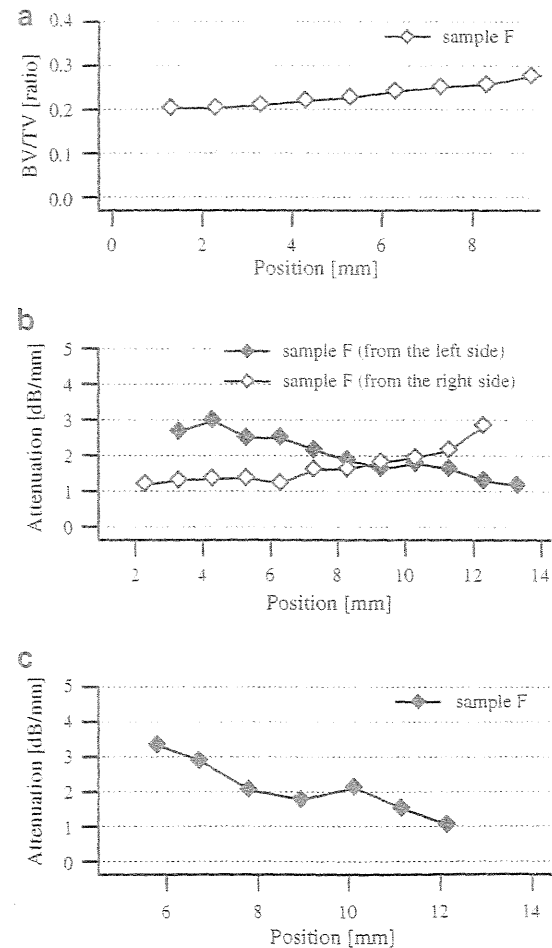 a
0.4
sample F
0.3
0.2
0.1
0.0
BV/TV [ratio]
0 2 4 6 8
Position [mm]
b
5
sample F (from the left side)
4
sample F (from the right side)
3
2
1
0
Attenuation [dB/mm]
2 4 6 8 10 12 14
Position [mm]
c
5
sample F
4
3
2
1
0
Attenuation [dB/mm]
6 8 10 12 14
Position [mm]